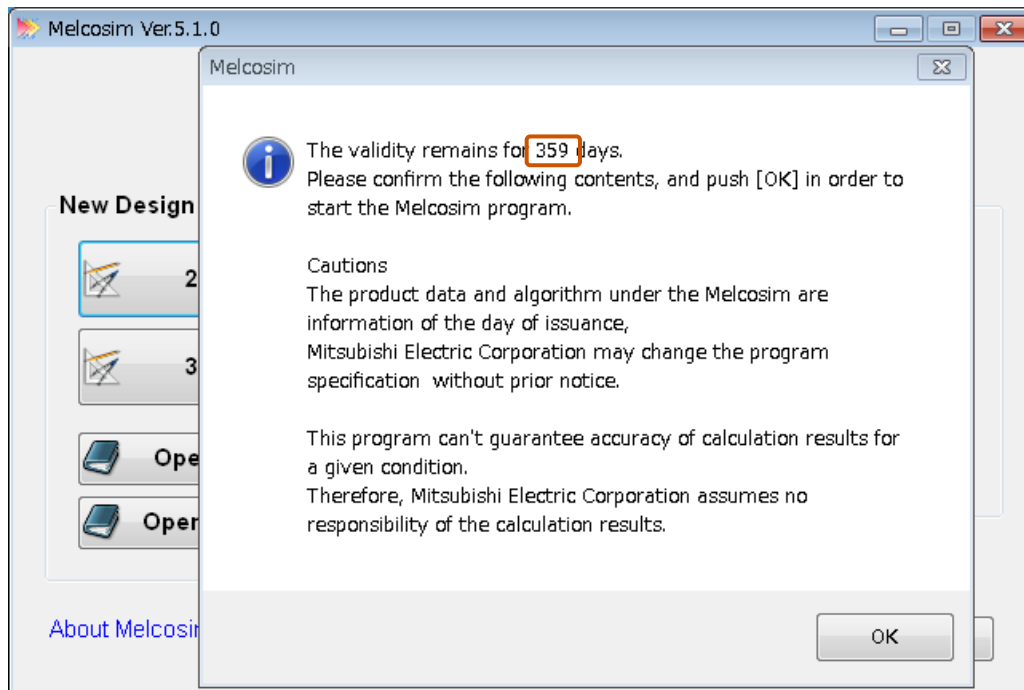 Melcosim Ver.5.1.0
Melcosim
The validity remains for 359 days.
Please confirm the following contents, and push [OK] in order to
start the Melcosim program.
Cautions
The product data and algorithm under the Melcosim are
information of the day of issuance,
Mitsubishi Electric Corporation may change the program
specification  without prior notice.
This program can't guarantee accuracy of calculation results for
a given condition.
Therefore, Mitsubishi Electric Corporation assumes no
responsibility of the calculation results.
OK
New Design
2
3
Ope
Oper
About Melcosim